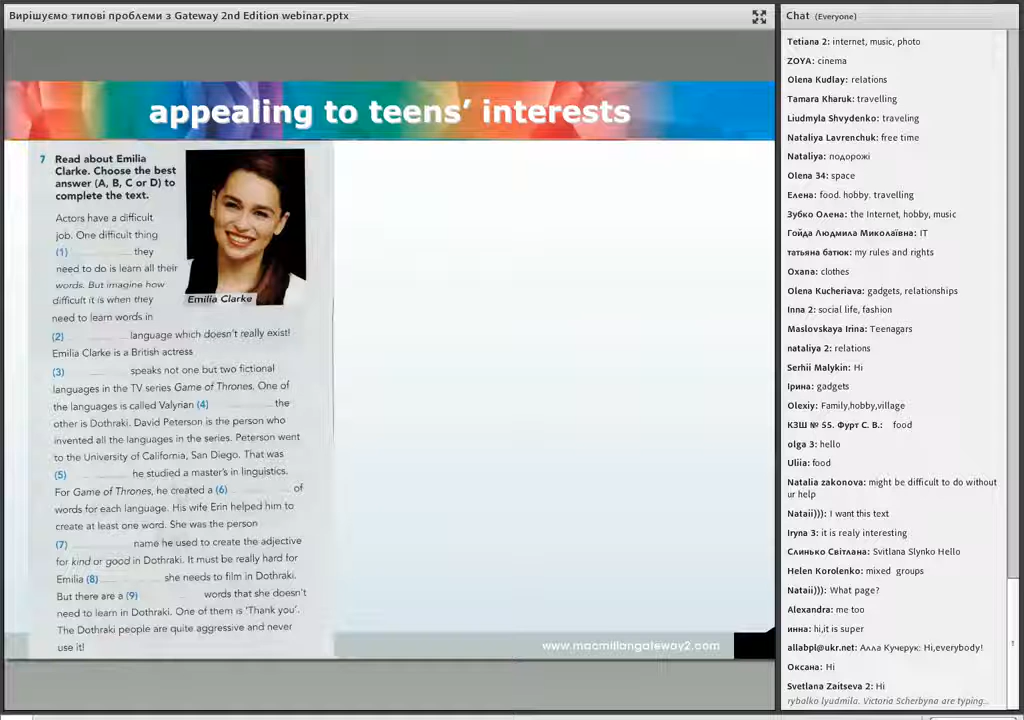 Вирішуємо типові проблеми з Gateway 2nd Edition webinar.pptx
appealing to teens’ interests
7 Read about Emilia
Clarke. Choose the best
answer (A, B, C or D) to
complete the text.
Actors have a difficult
job. One difficult thing
(1) they
need to do is learn all their
words. But imagine how
difficult it is when they
need to learn words in
(2) language which doesn't really exist!
Emilia Clarke is a British actress
(3) speaks not one but two fictional
languages in the TV series Game of Thrones. One of
the languages is called Valyrian (4) the
other is Dothraki. David Peterson is the person who
invented all the languages in the series. Peterson went
to the University of California, San Diego. That was
(5) he studied a master's in linguistics.
For Game of Thrones, he created a (6) of
words for each language. His wife Erin helped him to
create at least one word. She was the person
(7) name he used to create the adjective
for kind or good in Dothraki. It must be really hard for
Emilia (8) she needs to film in Dothraki.
But there are a (9) words that she doesn't
need to learn in Dothraki. One of them is 'Thank you'.
The Dothraki people are quite aggressive and never
use it!
Emilia Clarke
www.macmillangateway2.com
Chat (Everyone)
Tetiana 2: internet, music, photo
ZOYA: cinema
Olena Kudlay: relations
Tamara Kharuk: travelling
Liudmyla Shvydenko: traveling
Nataliya Lavrenchuk: free time
Nataliya: подорожі
Olena 34: space
Елена: food. hobby. travelling
Зубко Олена: the Internet, hobby, music
Гойда Людмила Миколаївна: IT
татьяна батюк: my rules and rights
Oxana: clothes
Olena Kucheriava: gadgets, relationships
Inna 2: social life, fashion
Maslovskaya Irina: Teenagars
nataliya 2: relations
Serhii Malykin: Hi
Ірина: gadgets
Olexiy: Family,hobby,village
КЗШ № 55. Фурт С. В.: food
olga 3: hello
Uliia: food
Natalia zakonova: might be difficult to do without
ur help
Nataii))): I want this text
Iryna 3: it is realy interesting
Слинько Світлана: Svitlana Slynko Hello
Helen Korolenko: mixed groups
Nataii))): What page?
Alexandra: me too
инна: hi,it is super
allabpl@ukr.net: Алла Кучерук: Hi,everybody!
Оксана: Hi
Svetlana Zaitseva 2: Hi
rybalko lyudmila. Victoria Scherbyna are typing...